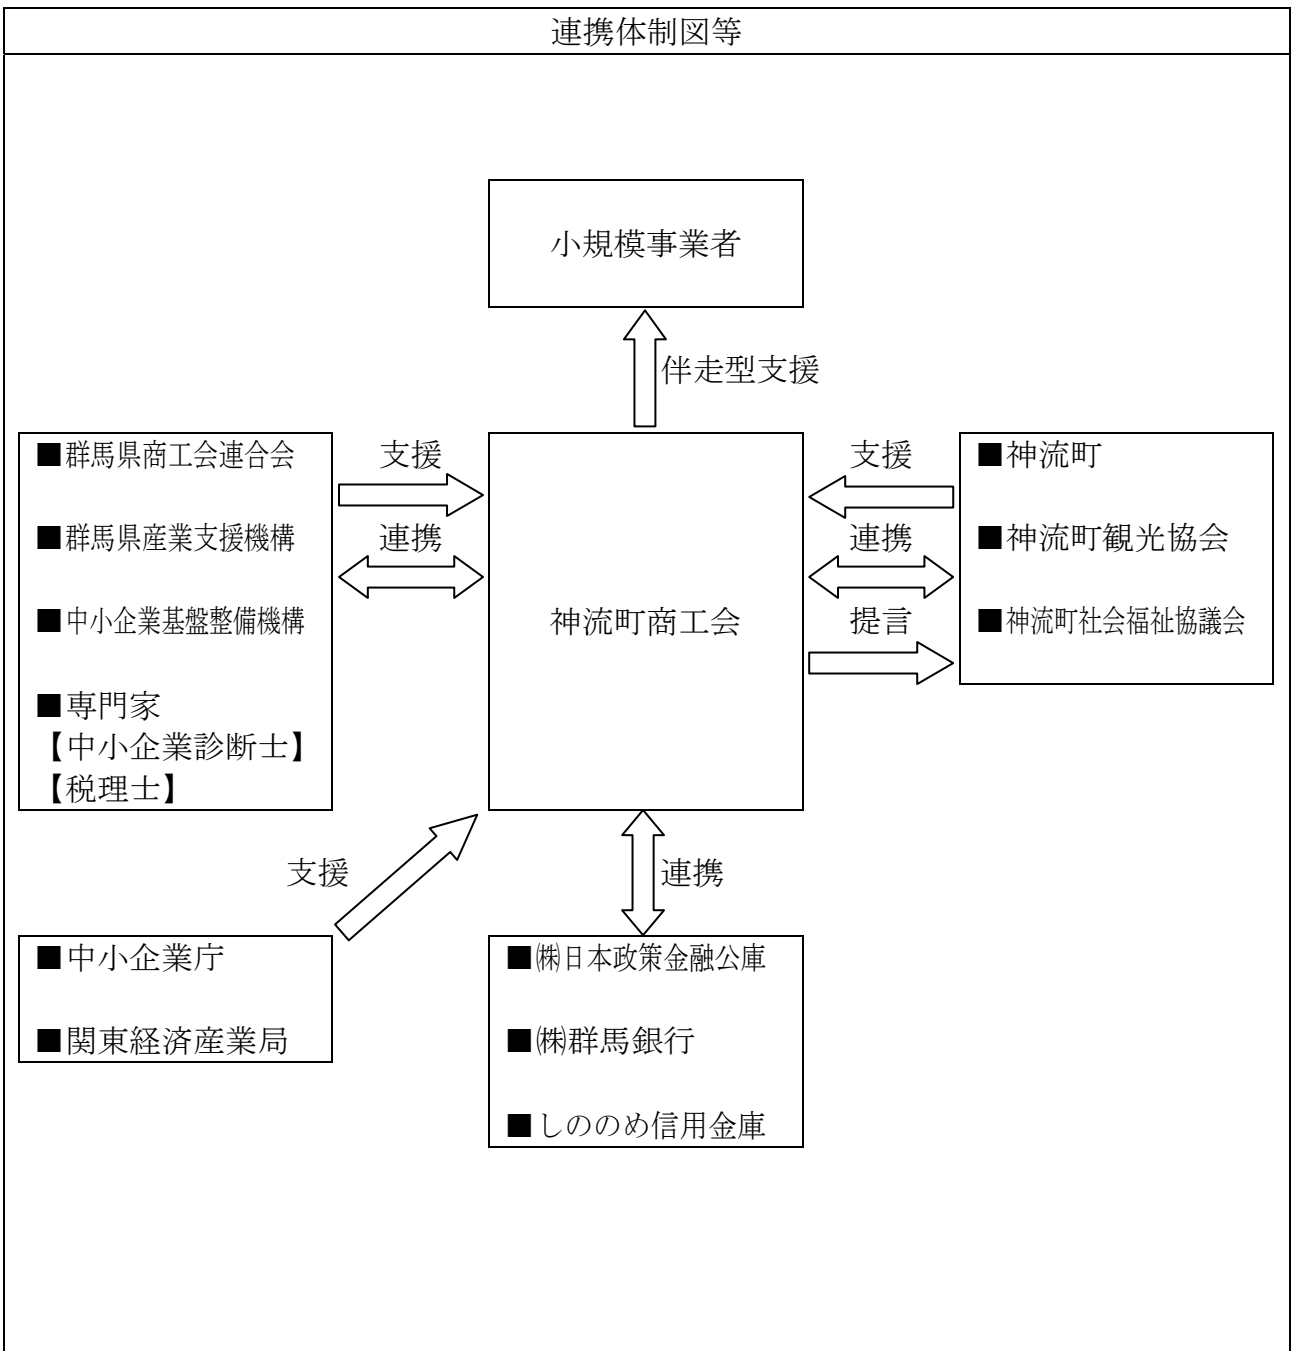 連携体制図等
小規模事業者
伴走型支援
■群馬県商工会連合会
■群馬県産業支援機構
■中小企業基盤整備機構
■専門家
【中小企業診断士】
【税理士】
支援
連携
神流町商工会
支援
連携
提言
■神流町
■神流町観光協会
■神流町社会福祉協議会
支援
連携
■中小企業庁
■関東経済産業局
■㈱日本政策金融公庫
■㈱群馬銀行
■しののめ信用金庫